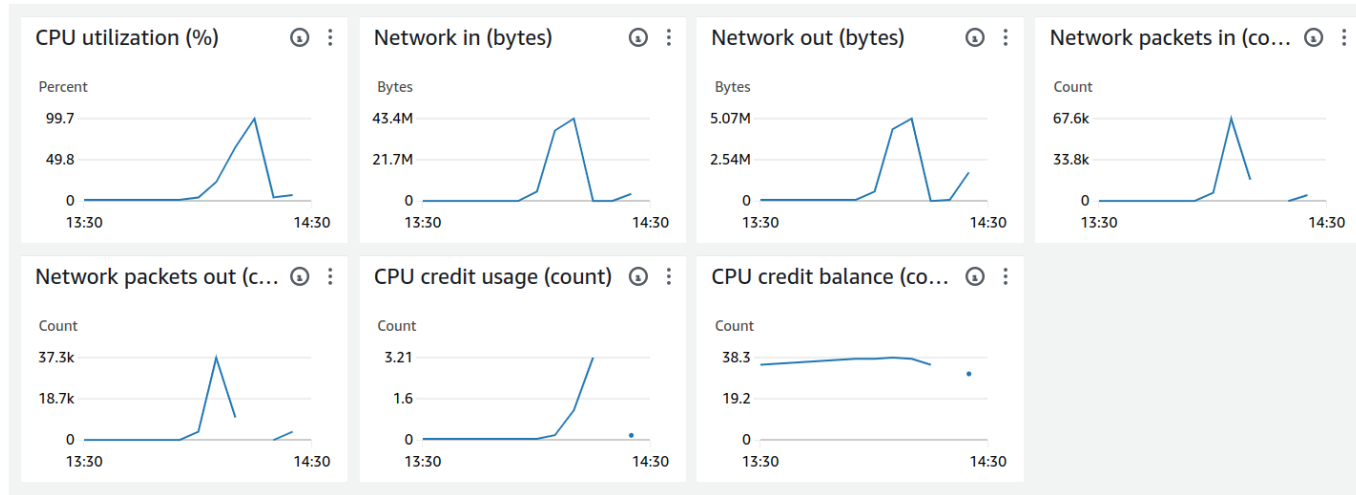 CPU utilization (%)
Percent
99.7
49.8
0
13:30 14:30
Network in (bytes)
Bytes
43.4M
21.7M
0
13:30 14:30
Network out (bytes)
Bytes
5.07M
2.54M
0
13:30 14:30
Network packets in (co...
Count
67.6k
33.8k
0
13:30 14:30
Network packets out (c...
Count
37.3k
18.7k
0
13:30 14:30
CPU credit usage (count)
Count
3.21
1.6
0
13:30 14:30
CPU credit balance (co...
Count
38.3
19.2
0
13:30 14:30